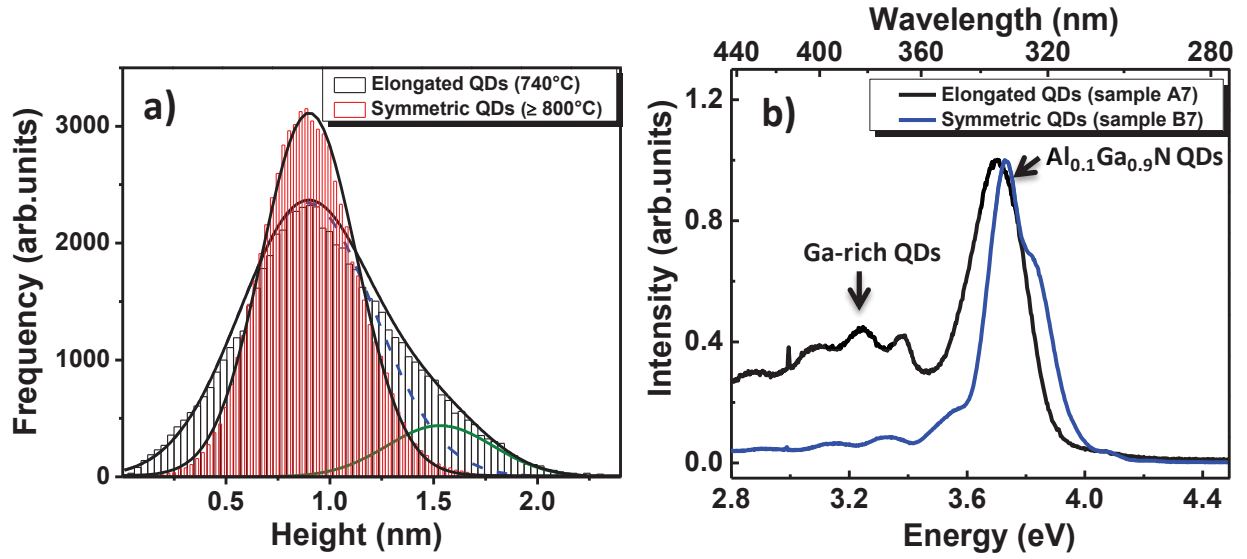 a)
Elongated QDs (740°C)
Symmetric QDs (≥ 800°C)
Frequency (arb.units)
3000
2000
1000
0
0.5 1.0 1.5 2.0
Height (nm)
Wavelength (nm)
440 400 360 320 280
b)
Elongated QDs (sample A7)
Symmetric QDs (sample B7)
Al0.1Ga0.9N QDs
Ga-rich QDs
Intensity (arb.units)
1.2
0.8
0.4
0.0
2.8 3.2 3.6 4.0 4.4
Energy (eV)